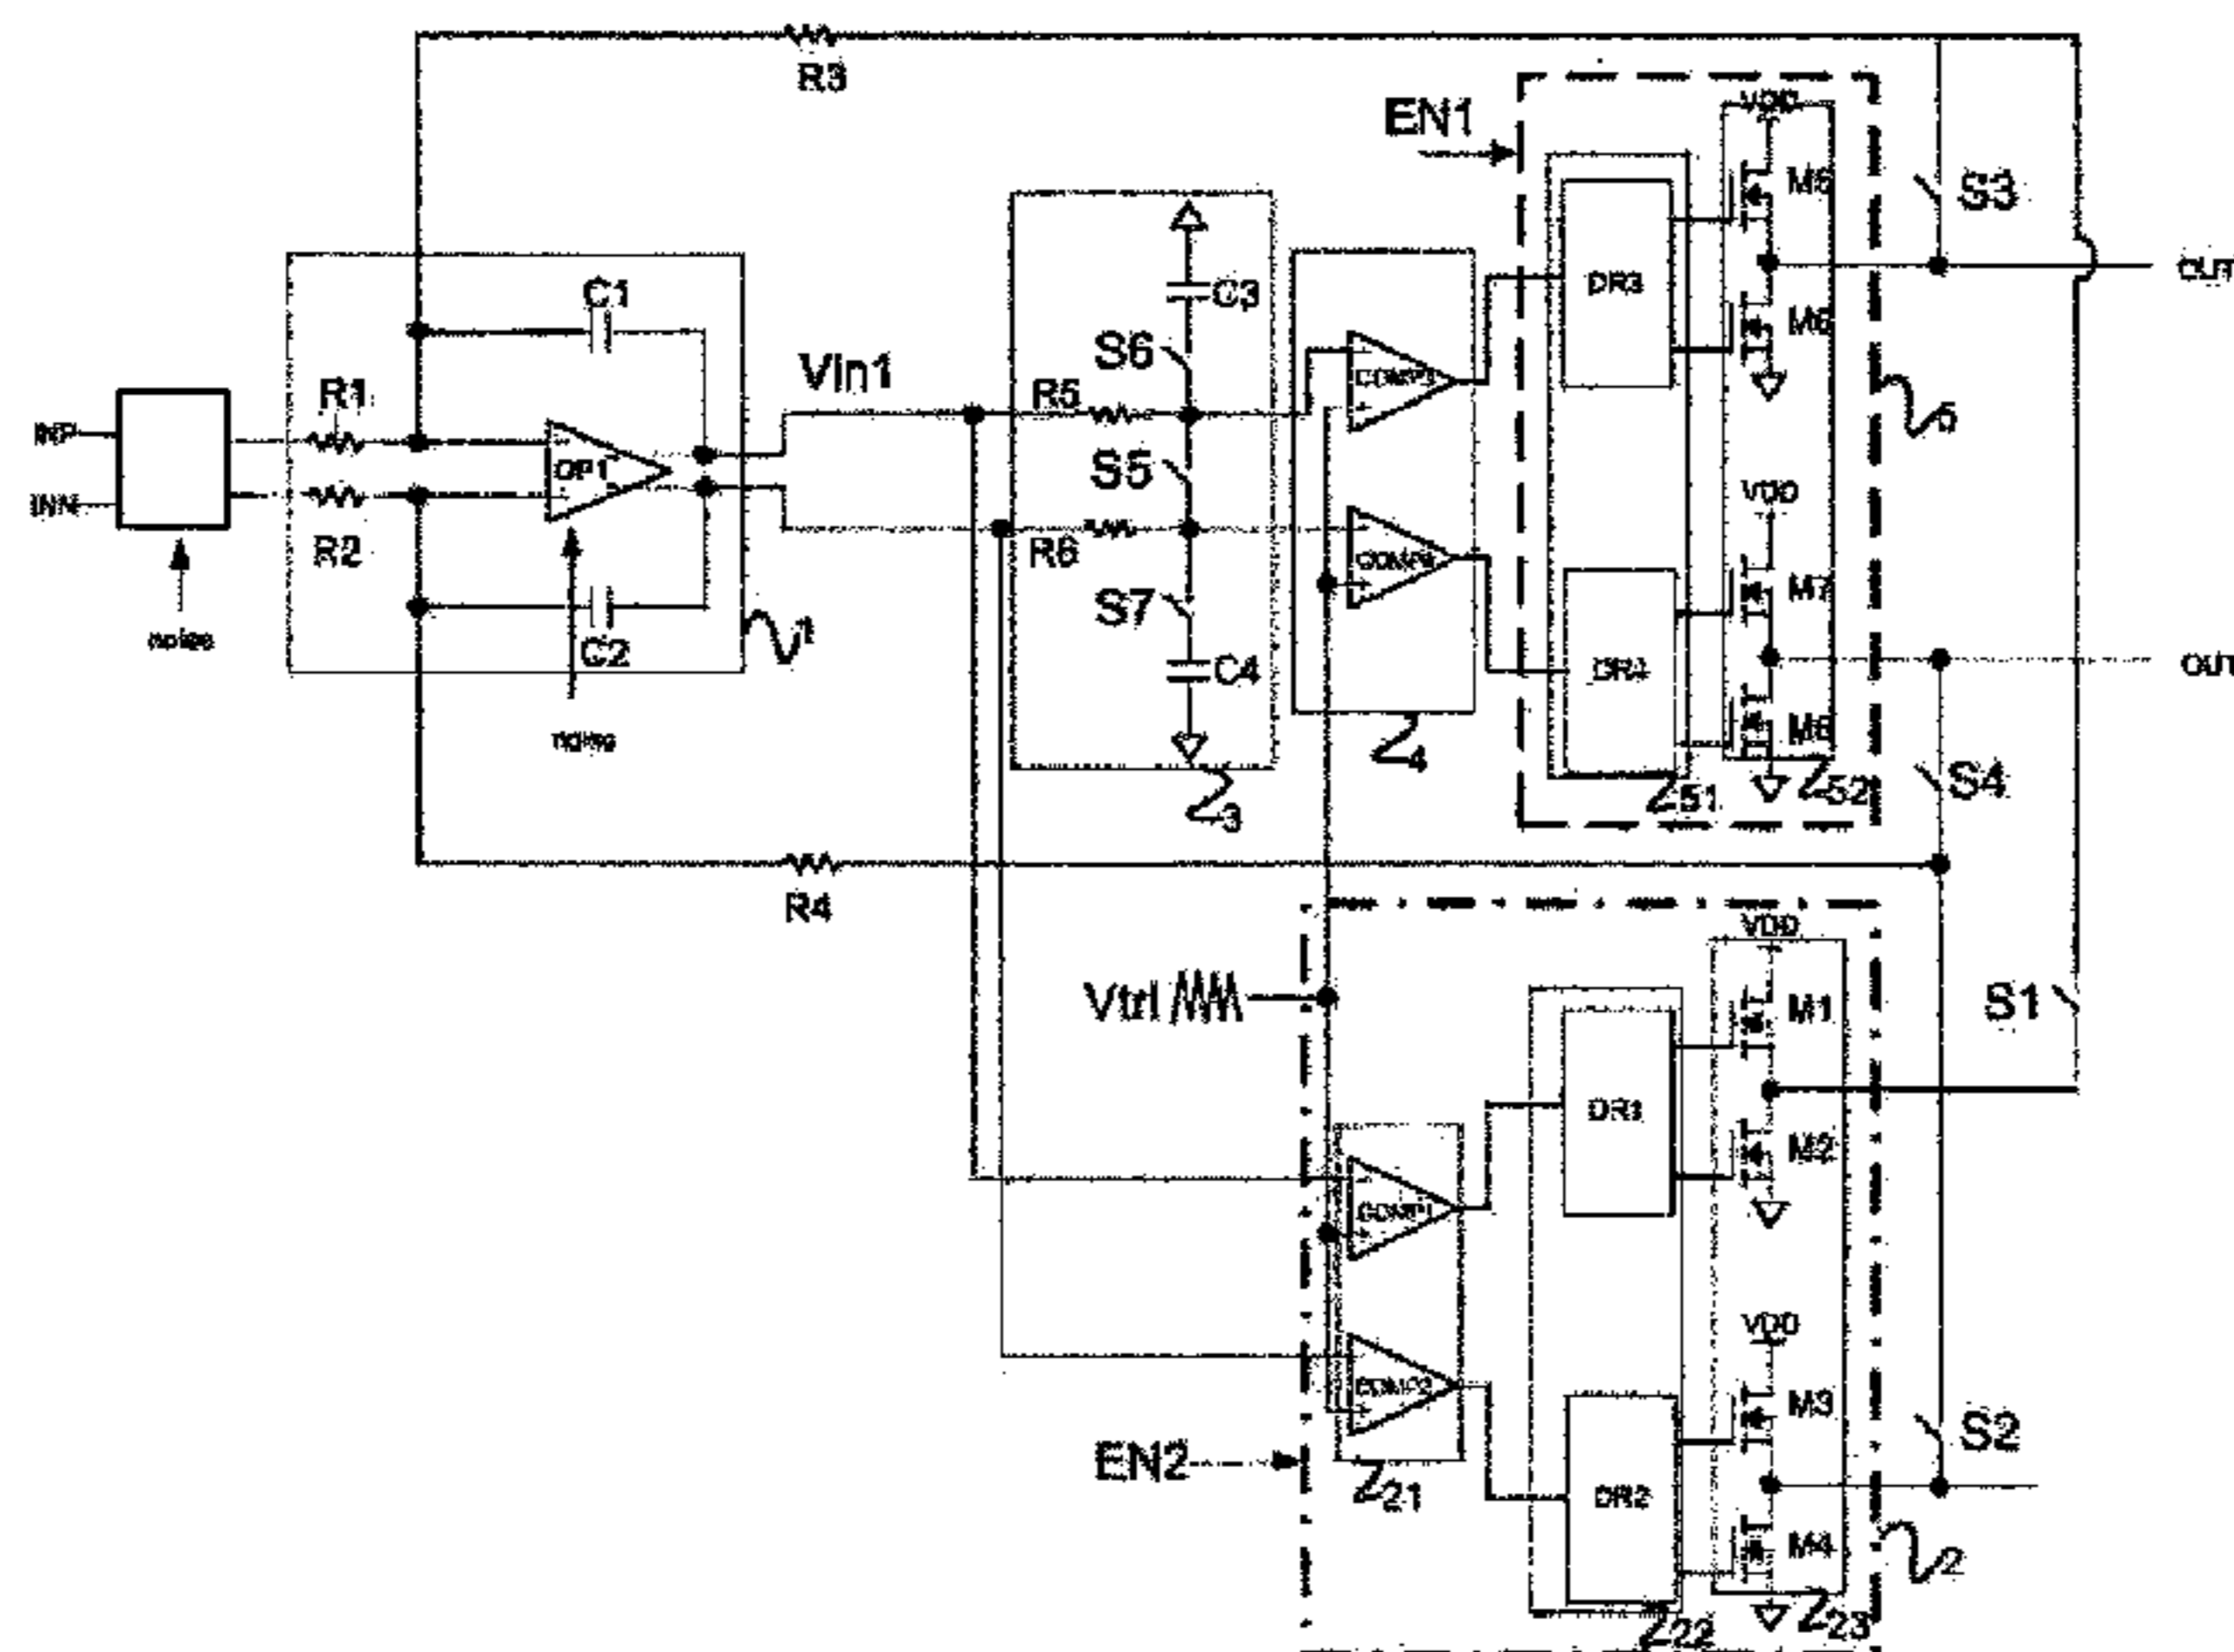 R3
EN1
VDD
M5
S3
C1
C3
DR3
OUT
M6
Vin1
S6
INP
R1
R5
COMP3
5
OP1
S5
VDD
INN
R2
R6
COMP4
M7
S7
noise
1
C2
C4
DR4
OUT
noise
M8
4
3
51
52
S4
R4
VDD
Vtrl
M1
S1
DR1
M2
COMP1
VDD
COMP2
M3
S2
EN2
21
DR2
M4
2
22
23